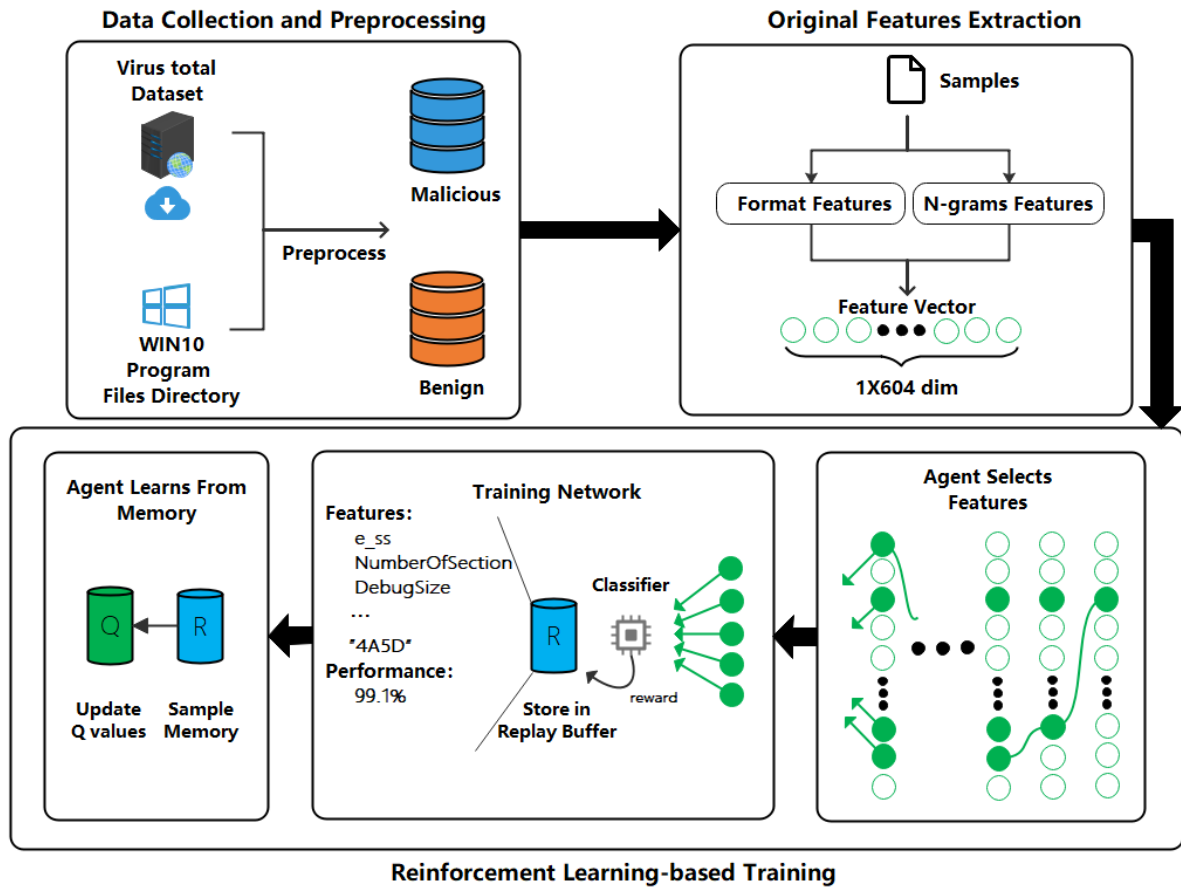 Data Collection and Preprocessing
Virus total
Dataset
Malicious
Preprocess
WIN10
Program
Files Directory
Benign
Original Features Extraction
Samples
Format Features
N-grams Features
Feature Vector
1X604 dim
Agent Learns From
Memory
Q
R
Update
Q values
Sample
Memory
Training Network
Features:
e_ss
NumberOfSection
DebugSize
...
"4A5D"
Performance:
99.1%
Classifier
R
reward
Store in
Replay Buffer
Agent Selects
Features
Reinforcement Learning-based Training